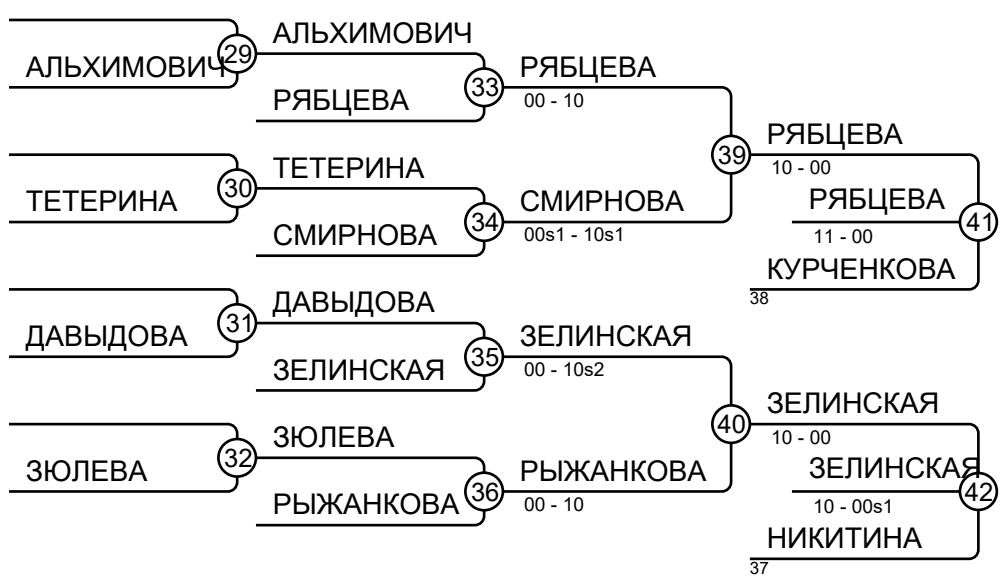 АЛЬХИМОВИЧ
29
АЛЬХИМОВИЧ
РЯБЦЕВА
33
РЯБЦЕВА
00 - 10
ТЕТЕРИНА
30
ТЕТЕРИНА
СМИРНОВА
34
СМИРНОВА
00s1 - 10s1
39
РЯБЦЕВА
10 - 00
РЯБЦЕВА
11 - 00
41
КУРЧЕНКОВА
38
ДАВЫДОВА
31
ДАВЫДОВА
ЗЕЛИНСКАЯ
35
ЗЕЛИНСКАЯ
00 - 10s2
ЗЮЛЕВА
32
ЗЮЛЕВА
РЫЖАНКОВА
36
РЫЖАНКОВА
00 - 10
40
ЗЕЛИНСКАЯ
10 - 00
ЗЕЛИНСКАЯ
10 - 00s1
42
НИКИТИНА
37